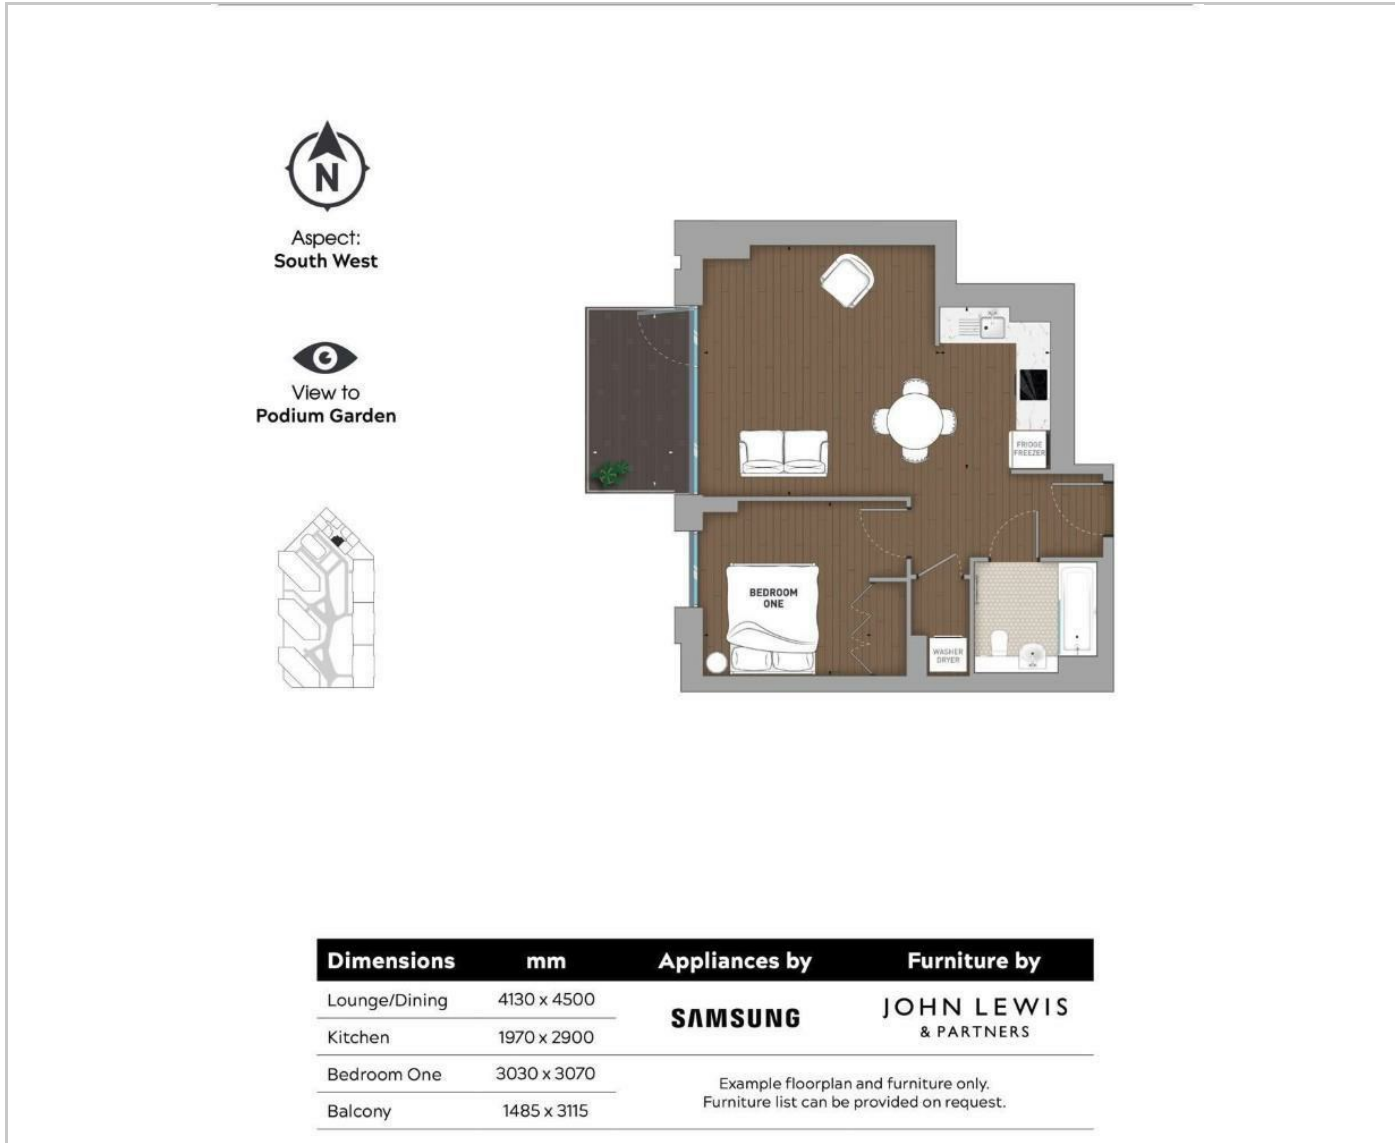 N
Aspect:
South West
View to
Podium Garden
FRIDGE
FREEZER
BEDROOM
ONE
WASHER
DRYER
Dimensions mm Appliances by Furniture by
Lounge/Dining 4130 x 4500
SAMSUNG
JOHN LEWIS
& PARTNERS
Kitchen 1970 x 2900
Bedroom One 3030 x 3070
Balcony 1485 x 3115
Example floorplan and furniture only.
Furniture list can be provided on request.